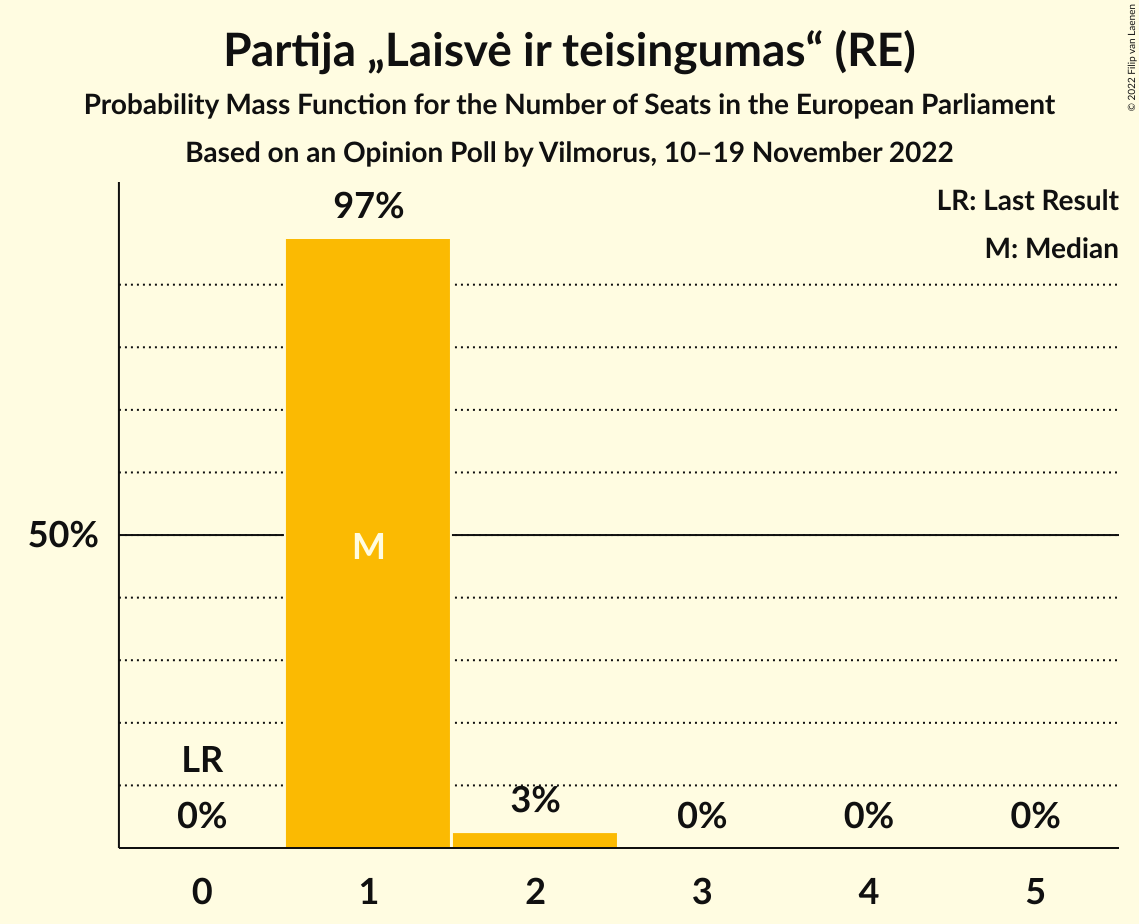 Partija „Laisvė ir teisingumas“ (RE)
Probability Mass Function for the Number of Seats in the European Parliament
Based on an Opinion Poll by Vilmorus, 10–19 November 2022
© 2022 Filip van Laenen
LR: Last Result
M: Median
97%
50%
M
LR
0%
3%
0%
0%
0%
0 1 2 3 4 5